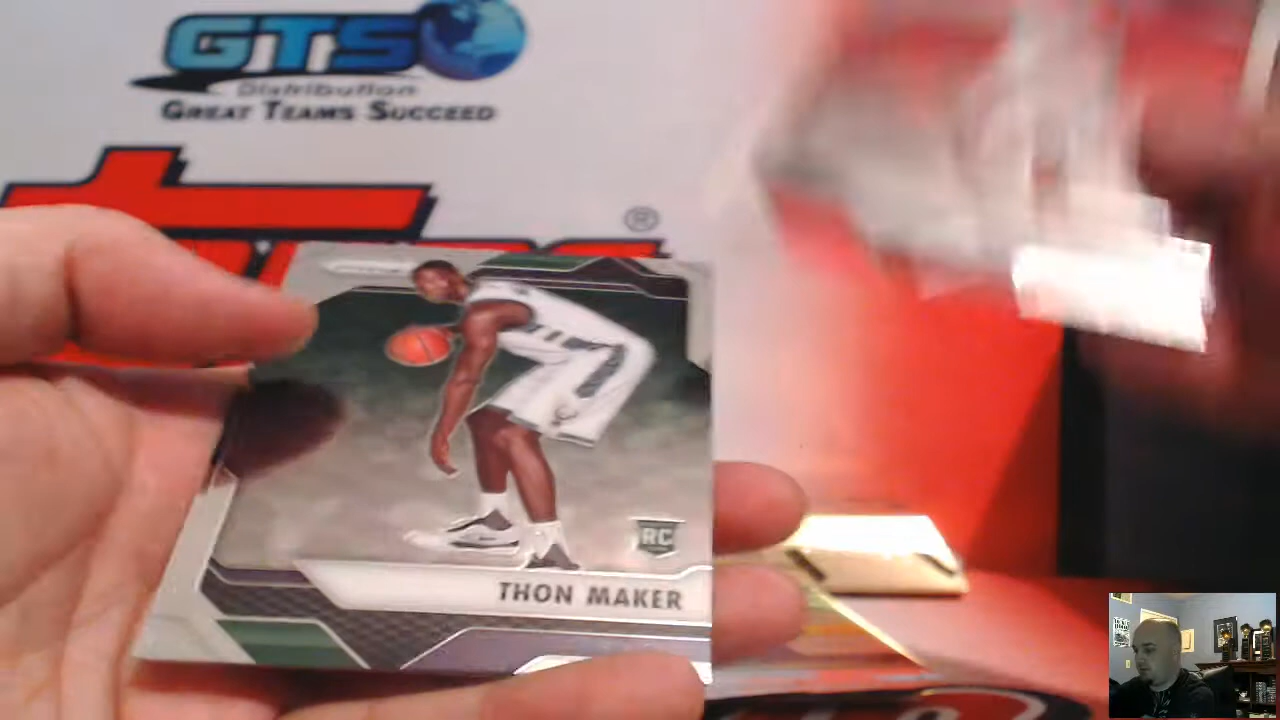 GTS
Distribution
GREAT TEAMS SUCCEED
®
RC
THON MAKER